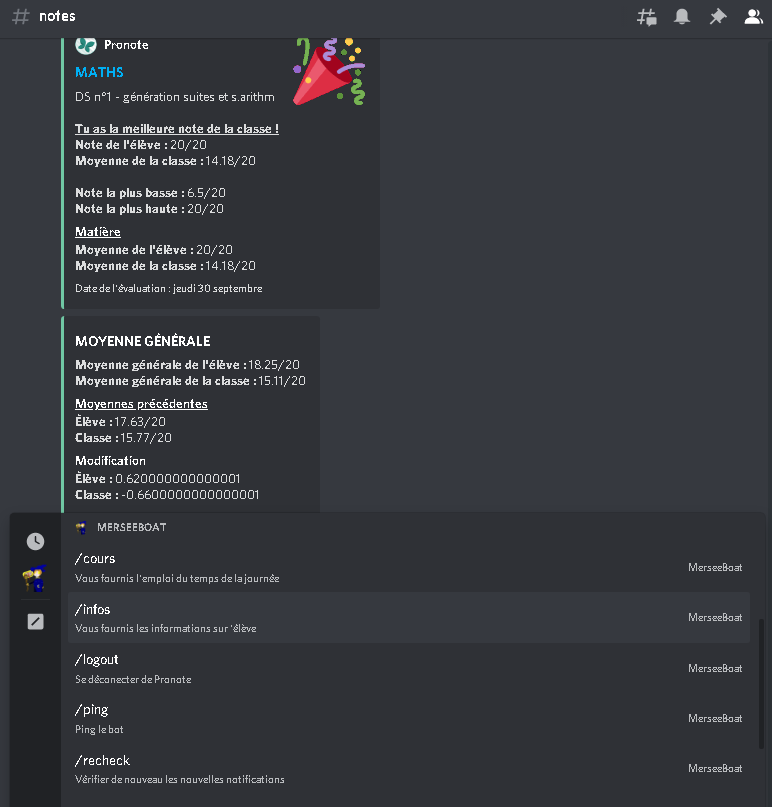 # notes
Pronote
MATHS
DS n°1 - génération suites et s.arithm
Tu as la meilleure note de la classe !
Note de l'élève : 20/20
Moyenne de la classe : 14.18/20
Note la plus basse : 6.5/20
Note la plus haute : 20/20
Matière
Moyenne de l'élève : 20/20
Moyenne de la classe : 14.18/20
Date de l'évaluation : jeudi 30 septembre
MOYENNE GÉNÉRALE
Moyenne générale de l'élève : 18.25/20
Moyenne générale de la classe : 15.11/20
Moyennes précédentes
Élève : 17.63/20
Classe : 15.77/20
Modification
Élève : 0.620000000000001
Classe : -0.6600000000000001
MERSEEBOAT
/cours
Vous fournis l'emploi du temps de la journée
MerseeBoat
/infos
Vous fournis les informations sur 'élève
MerseeBoat
/logout
Se déconecter de Pronote
MerseeBoat
/ping
Ping le bot
MerseeBoat
/recheck
Vérifier de nouveau les nouvelles notifications
MerseeBoat